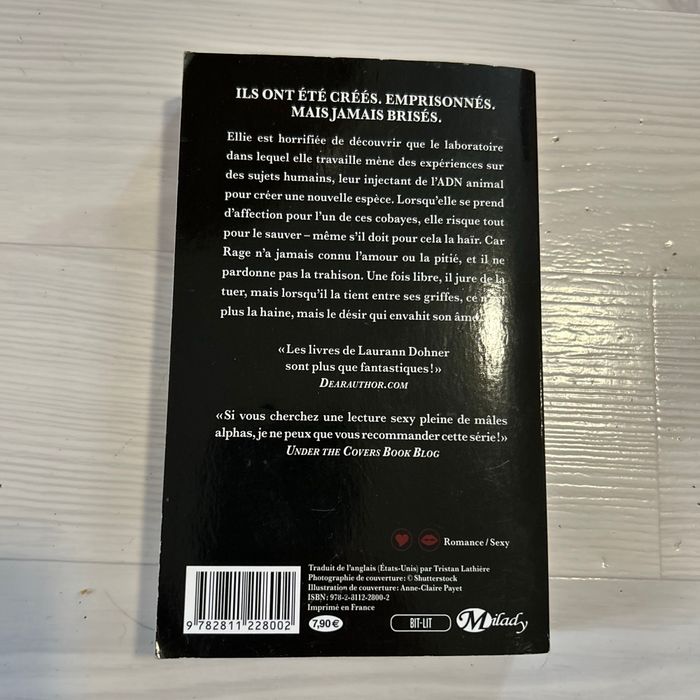 ILS ONT ÉTÉ CRÉÉS. EMPRISONNÉS.
MAIS JAMAIS BRISÉS.
Ellie est horrifiée de découvrir que le laboratoire
dans lequel elle travaille mène des expériences sur
des sujets humains, leur injectant de l'ADN animal
pour créer une nouvelle espèce. Lorsqu'elle se prend
d'affection pour l'un de ces cobayes, elle risque tout
pour le sauver – même s'il doit pour cela la haïr. Car
Rage n'a jamais connu l'amour ou la pitié, et il ne
pardonne pas la trahison. Une fois libre, il jure de la
tuer, mais lorsqu'il la tient entre ses griffes, ce
plus la haine, mais le désir qui envahit son
« Les livres de Laurann Dohner
sont plus que fantastiques ! »
DEARAUTHOR.COM
« Si vous cherchez une lecture sexy pleine de mâles
alphas, je ne peux que vous recommander cette série ! »
UNDER THE COVERS BOOK BLOG
Romance / Sexy
Traduit de l'anglais (États-Unis) par Tristan Lathière
Photographie de couverture : © Shutterstock
Illustration de couverture : Anne-Claire Payet
ISBN : 978-2-8112-2800-2
Imprimé en France
9 782811 228002
7,90 €
BIT-LIT
Milady